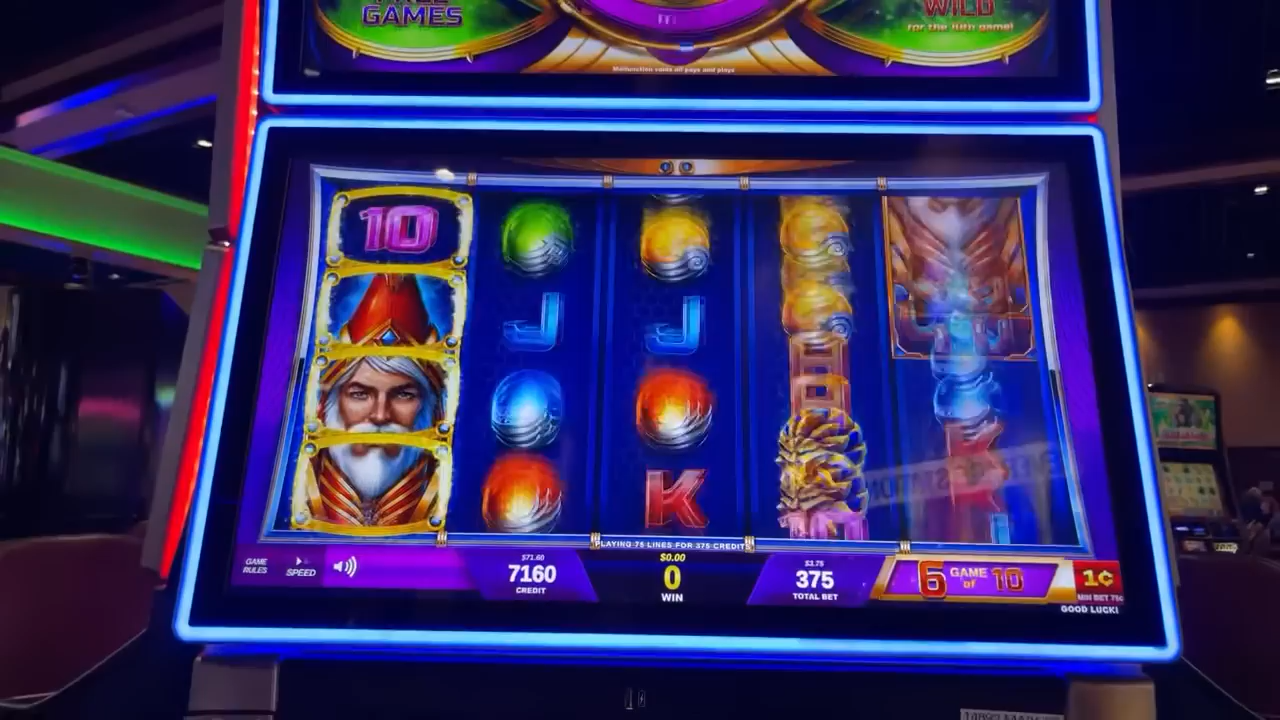 FREE
GAMES
WILD
for the 10th game!
Malfunction voids all pays and plays
10
J
J
K
K
PLAYING 75 LINES FOR 375 CREDITS
GAME
RULES
SPEED
$71.60
7160
CREDIT
$0.00
0
WIN
$3.75
375
TOTAL BET
6 GAME of 10
1¢
MIN BET 75¢
GOOD LUCK!